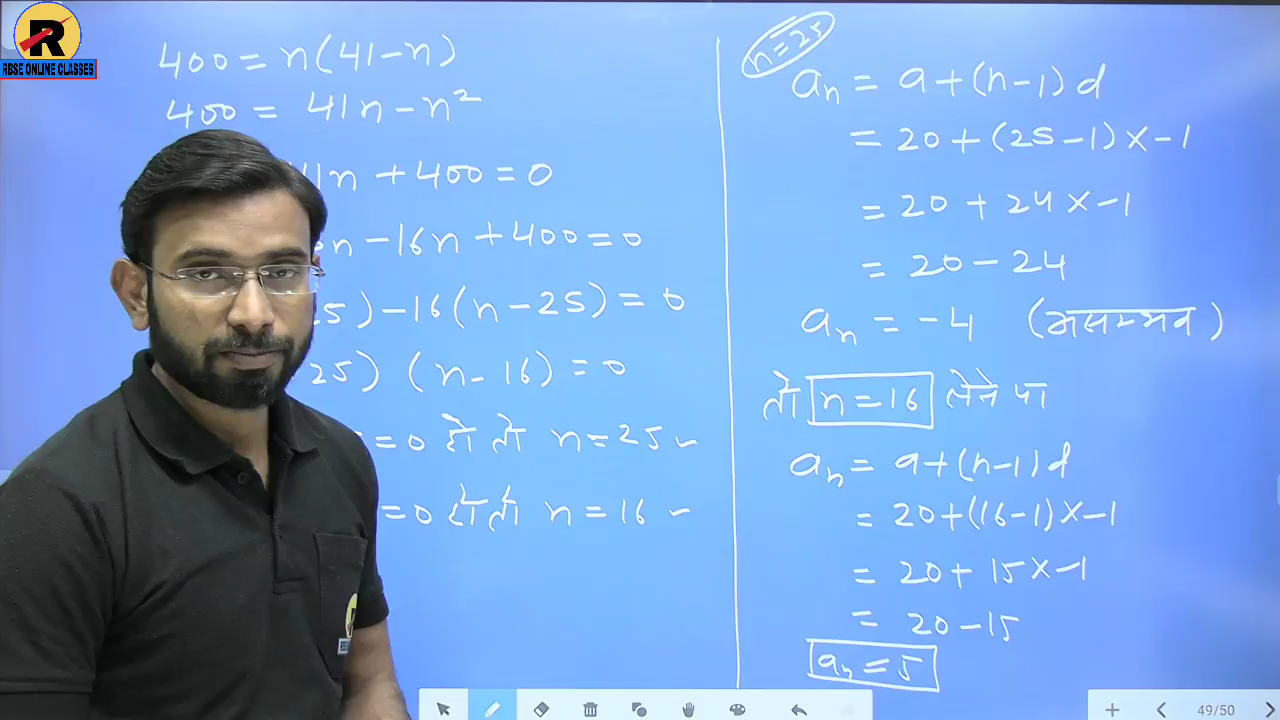 R
RBSE ONLINE CLASSES
400 = n(41-n)
400 = 41n - n²
41n + 400 = 0
n - 16n + 400 = 0
25) - 16(n - 25) = 0
25) (n - 16) = 0
= 0 हो तो n = 25
= 0 हो तो n = 16
n = 25
aₙ = a + (n-1) d
= 20 + (25 - 1) × -1
= 20 + 24 × -1
= 20 - 24
aₙ = -4 (असम्भव)
तो n = 16 लेने पर
aₙ = a + (n-1) d
= 20 + (16-1) × -1
= 20 + 15 × -1
= 20 - 15
aₙ = 5
49/50